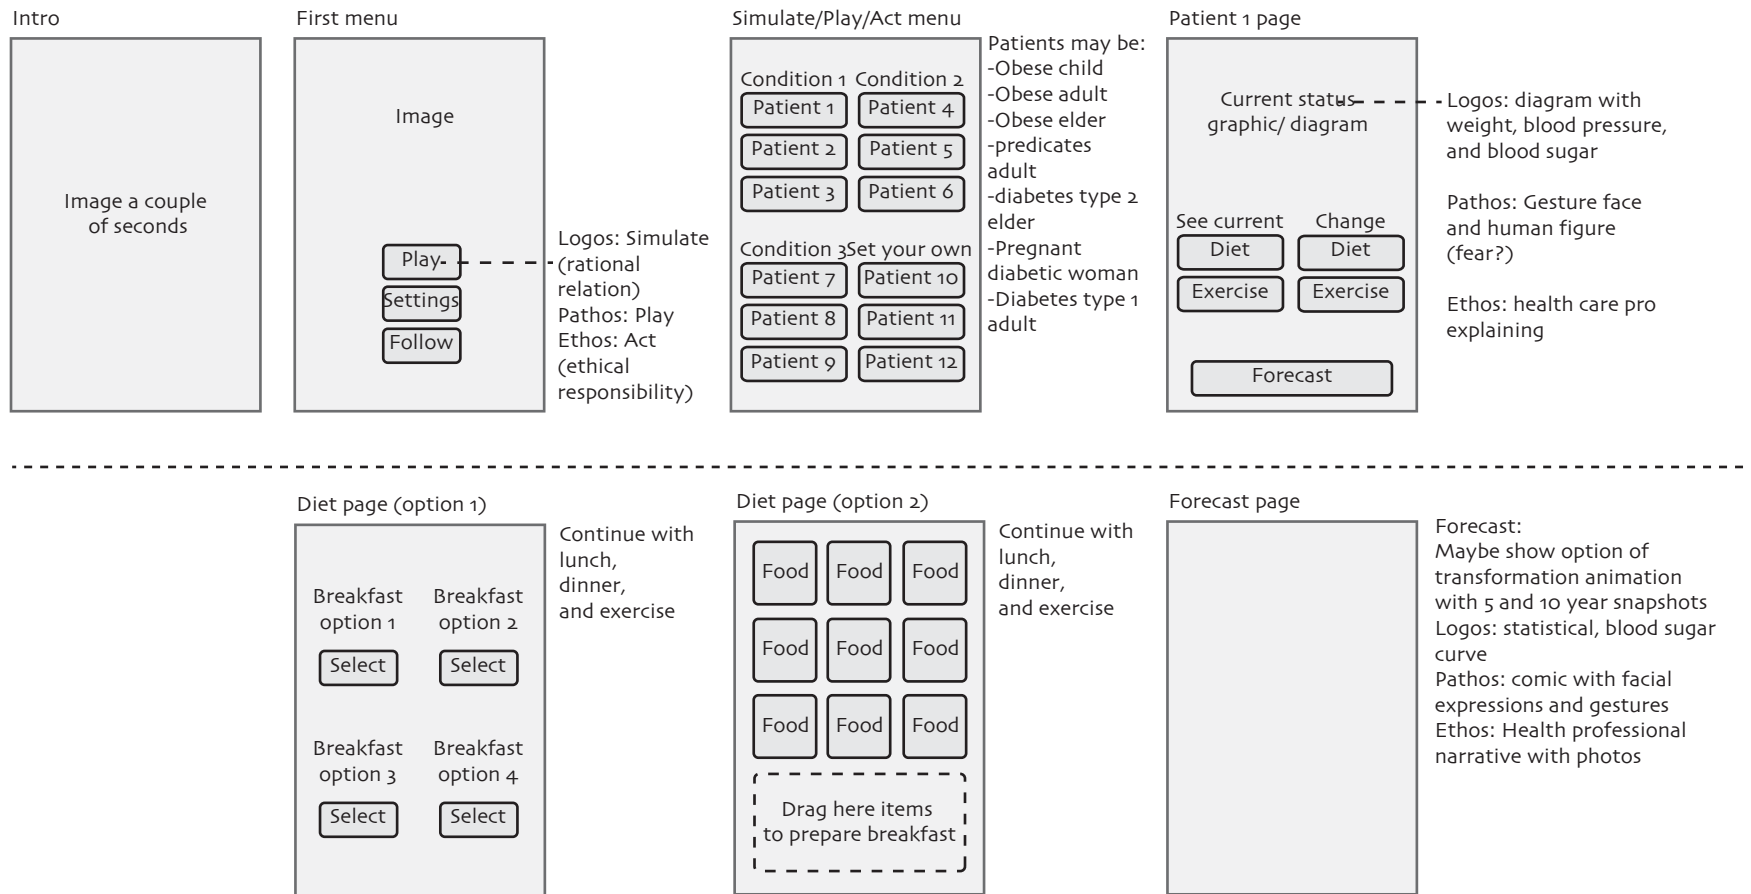 Intro
Image a couple
of seconds
First menu
Image
Play
Settings
Follow
Logos: Simulate
(rational
relation)
Pathos: Play
Ethos: Act
(ethical
responsibility)
Simulate/Play/Act menu
Condition 1 Condition 2
Patient 1 Patient 4
Patient 2 Patient 5
Patient 3 Patient 6
Condition 3 Set your own
Patient 7 Patient 10
Patient 8 Patient 11
Patient 9 Patient 12
Patients may be:
-Obese child
-Obese adult
-Obese elder
-predicates
adult
-diabetes type 2
elder
-Pregnant
diabetic woman
-Diabetes type 1
adult
Patient 1 page
Current status
graphic/ diagram
See current Change
Diet Diet
Exercise Exercise
Forecast
Logos: diagram with
weight, blood pressure,
and blood sugar
Pathos: Gesture face
and human figure
(fear?)
Ethos: health care pro
explaining
Diet page (option 1)
Breakfast Breakfast
option 1 option 2
Select Select
Breakfast Breakfast
option 3 option 4
Select Select
Continue with
lunch,
dinner,
and exercise
Diet page (option 2)
Food Food Food
Food Food Food
Food Food Food
Drag here items
to prepare breakfast
Continue with
lunch,
dinner,
and exercise
Forecast page
Forecast:
Maybe show option of
transformation animation
with 5 and 10 year snapshots
Logos: statistical, blood sugar
curve
Pathos: comic with facial
expressions and gestures
Ethos: Health professional
narrative with photos